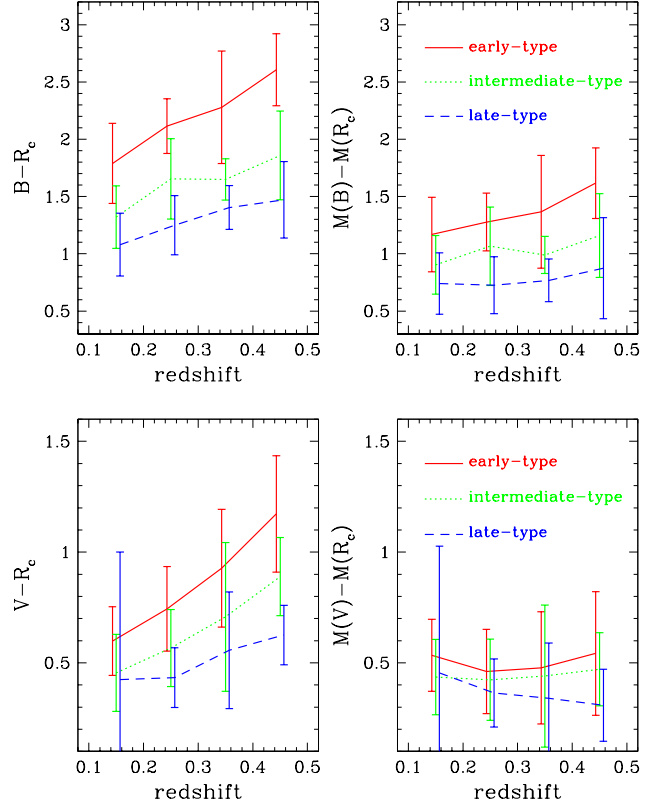 3
2.5
2
1.5
1
0.5
B−R_c
0.1 0.2 0.3 0.4 0.5
redshift
3
2.5
2
1.5
1
0.5
M(B)−M(R_c)
early−type
intermediate−type
late−type
0.1 0.2 0.3 0.4 0.5
redshift
1.5
1
0.5
V−R_c
0.1 0.2 0.3 0.4 0.5
redshift
1.5
1
0.5
M(V)−M(R_c)
early−type
intermediate−type
late−type
0.1 0.2 0.3 0.4 0.5
redshift